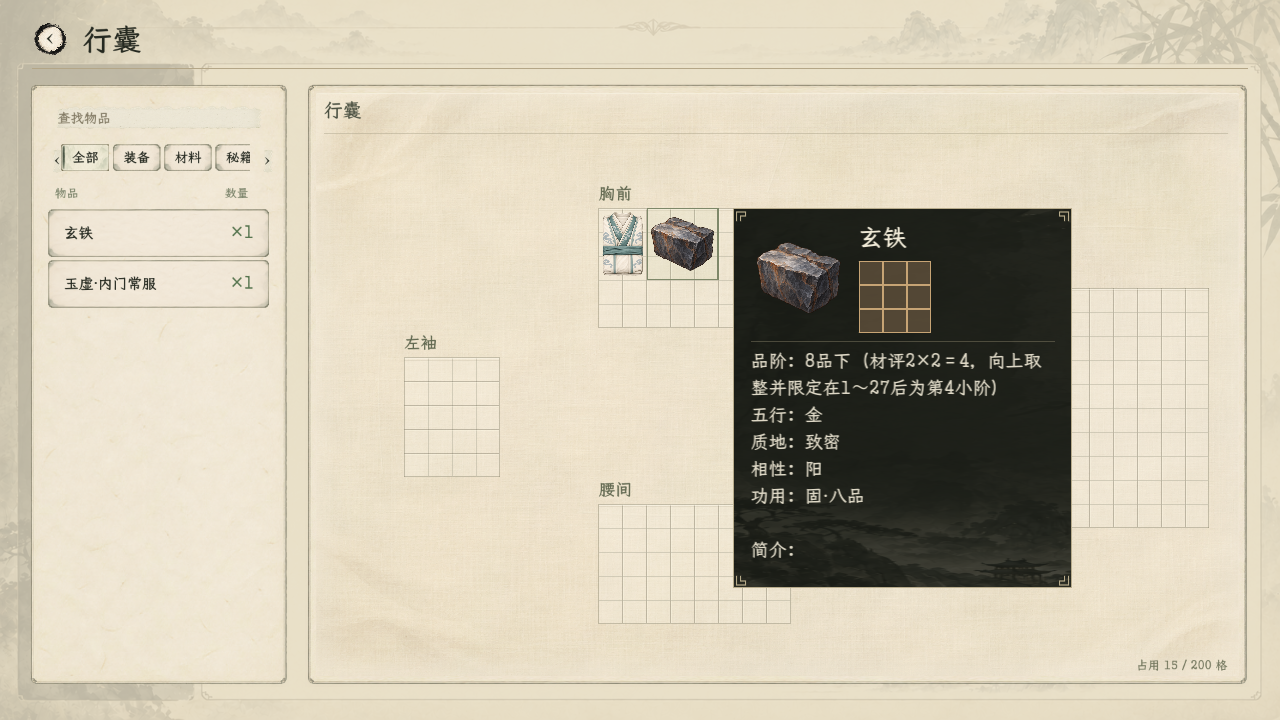 行囊
查找物品
全部 装备 材料 秘籍
物品 数量
玄铁 ×1
玉虚·内门常服 ×1
行囊
胸前
左袖
腰间
玄铁
品阶：8品下（材评2×2=4，向上取
整并限定在1～27后为第4小阶）
五行：金
质地：致密
相性：阳
功用：固·八品
简介：
占用 15 / 200 格